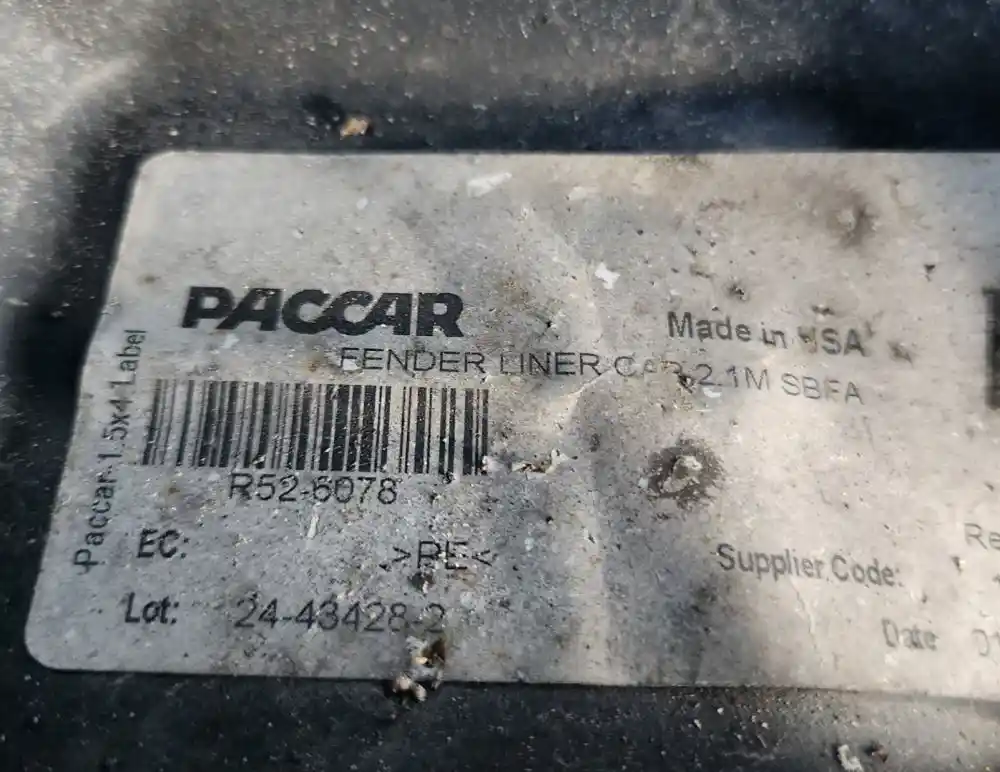 PACCAR
Made in USA
FENDER LINER CAB-2.1M SBFA
Paccar-1.5x4 Label
R52-6078
EC:
>PE<
Supplier Code:
Lot: 24-43428-2
Date